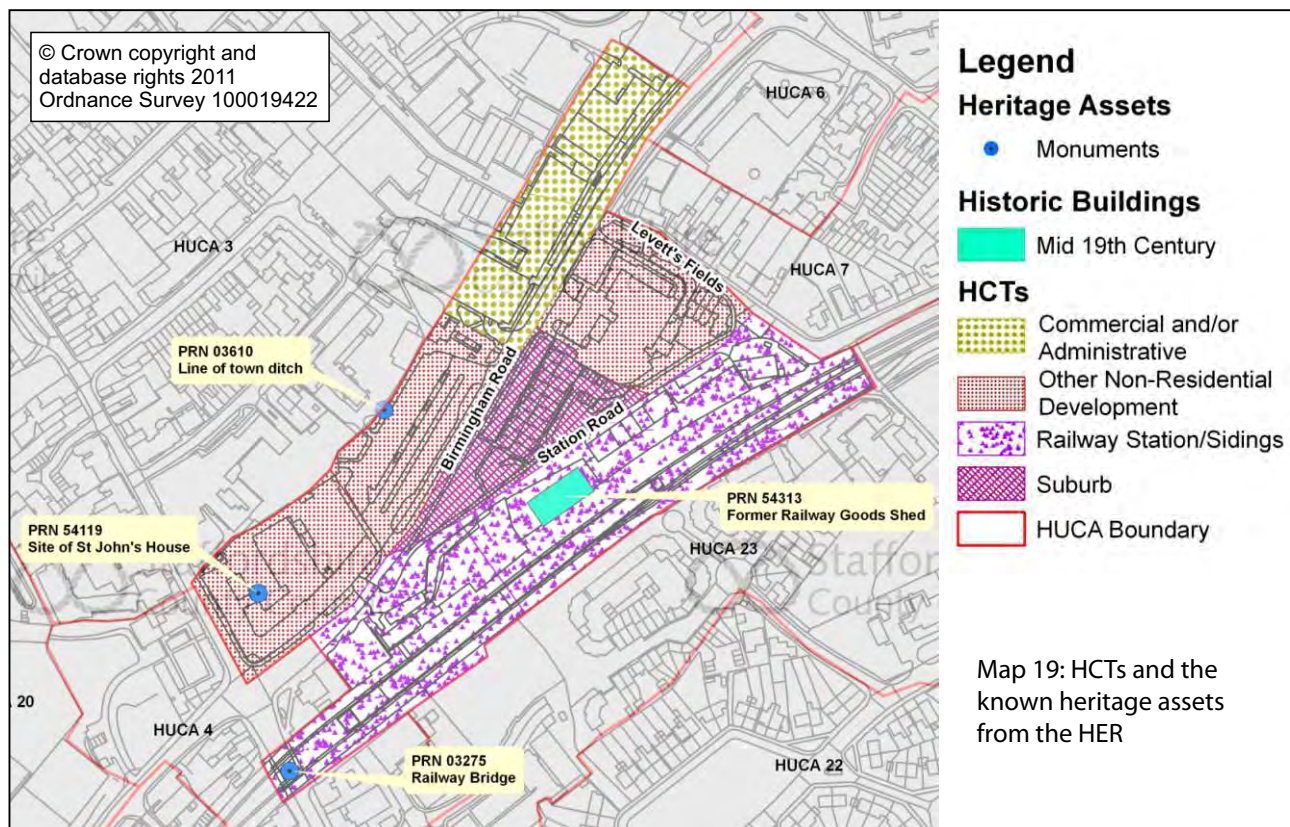 © Crown copyright and
database rights 2011
Ordnance Survey 100019422
HUCA 6
HUCA 3
HUCA 7
Levett's Fields
PRN 03610
Line of town ditch
Birmingham Road
Station Road
PRN 54119
Site of St John's House
PRN 54313
Former Railway Goods Shed
HUCA 23
Stafford
Counc
20
HUCA 4
PRN 03275
Railway Bridge
HUCA 22
Legend
Heritage Assets
Monuments
Historic Buildings
Mid 19th Century
HCTs
Commercial and/or
Administrative
Other Non-Residential
Development
Railway Station/Sidings
Suburb
HUCA Boundary
Map 19: HCTs and the
known heritage assets
from the HER